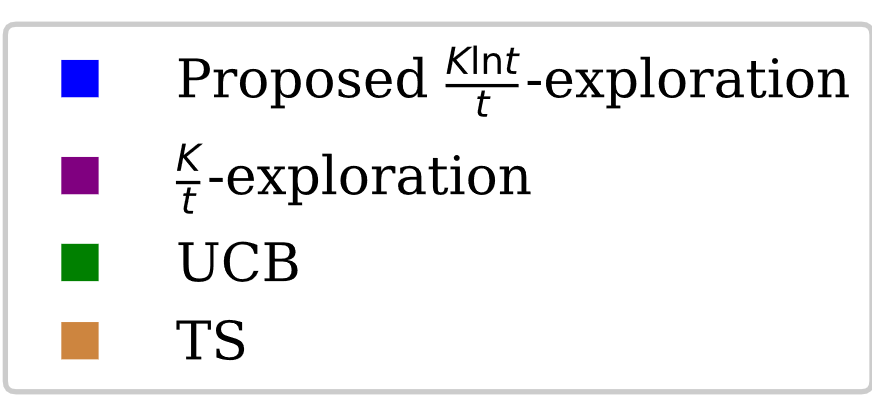 Proposed $\frac{K \ln t}{t}$-exploration
$\frac{K}{t}$-exploration
UCB
TS